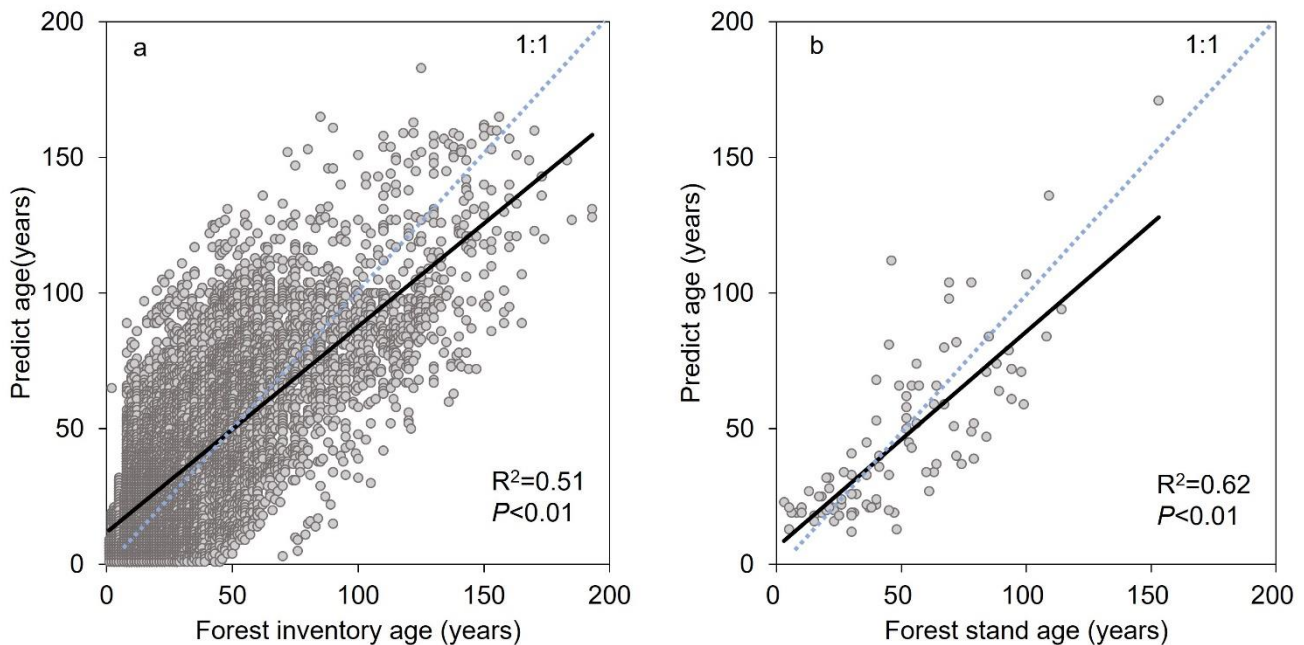 a
1:1
200
150
100
50
0
Predict age(years)
R²=0.51
P<0.01
0
50
100
150
200
Forest inventory age (years)
b
1:1
200
150
100
50
0
Predict age (years)
R²=0.62
P<0.01
0
50
100
150
200
Forest stand age (years)